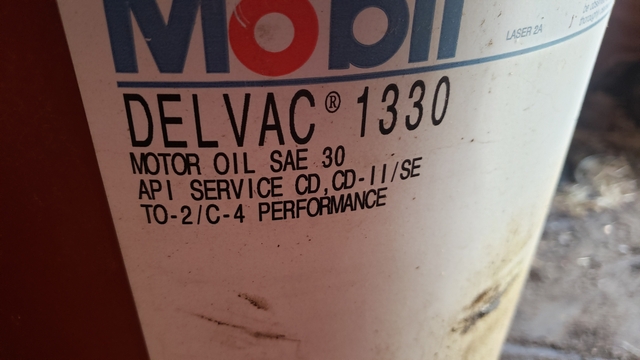 Mobil
LASER 2A
DELVAC® 1330
MOTOR OIL SAE 30
API SERVICE CD,CD-II/SE
TO-2/C-4 PERFORMANCE